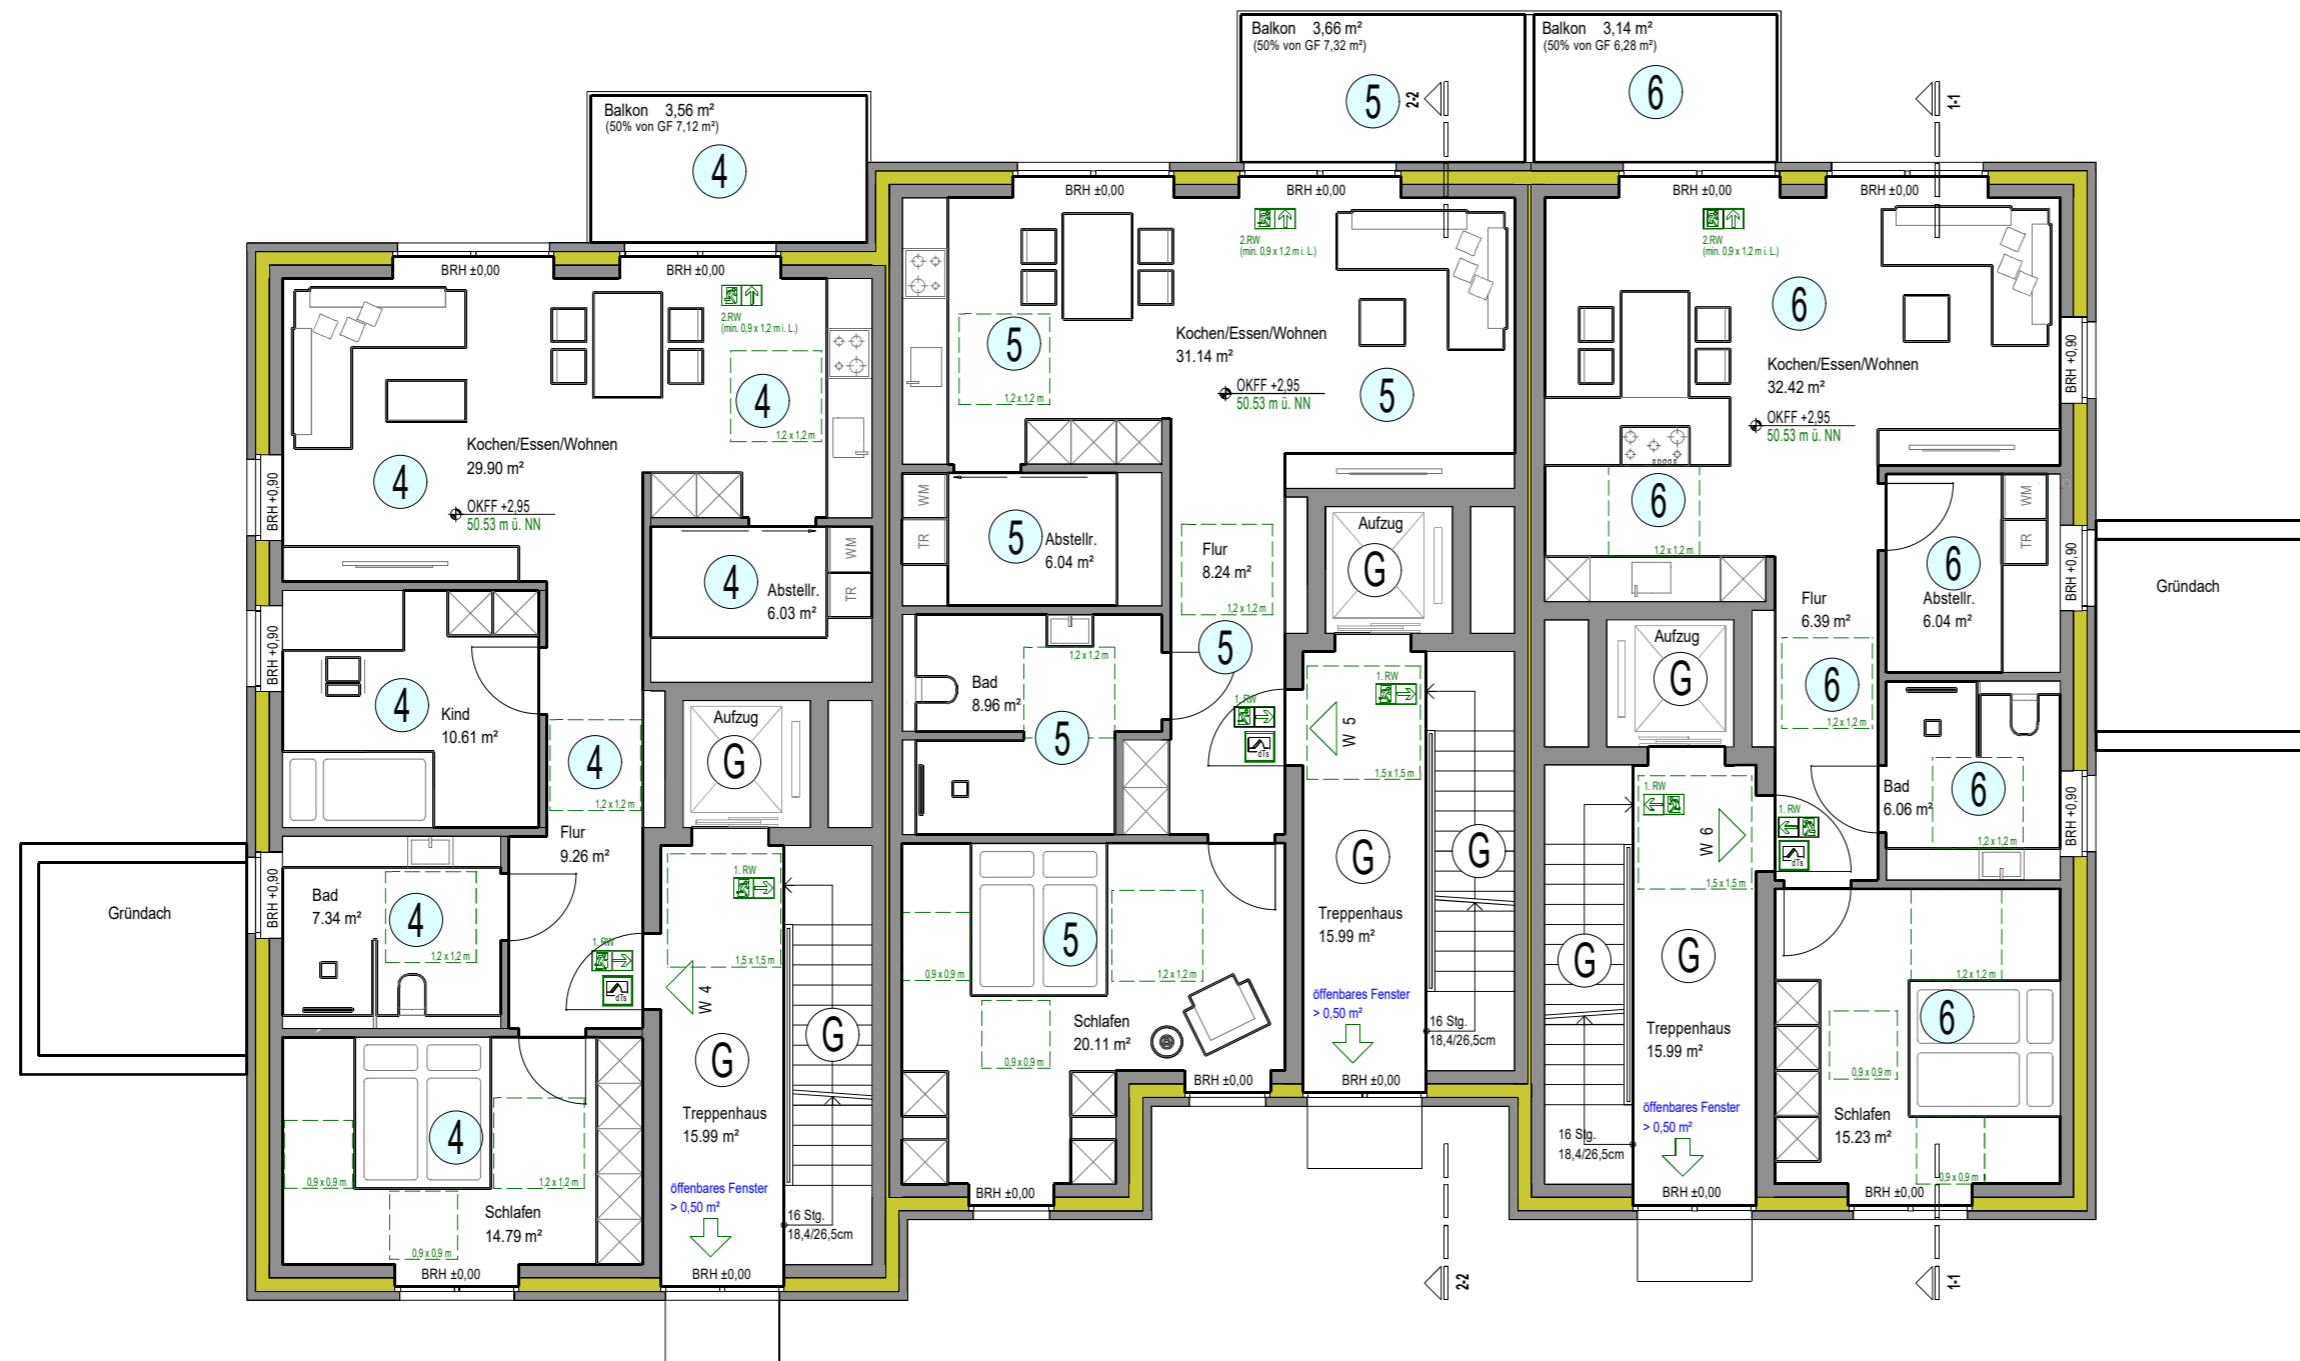 Balkon 3,56 m²
(50% von GF 7,12 m²)
4
BRH ±0,00
BRH ±0,00
2.RW
(min. 0,9 x 1,2 m i. L.)
4
1,2 x 1,2 m
Kochen/Essen/Wohnen
29.90 m²
4
OKFF +2,95
50.53 m ü. NN
BRH +0,90
4
Abstellr.
6.03 m²
WM
TR
BRH +0,90
4
Kind
10.61 m²
4
1,2 x 1,2 m
Aufzug
G
Flur
9.26 m²
BRH +0,90
Bad
7.34 m²
4
1,2 x 1,2 m
Gründach
1. RW
1,5 x 1,5 m
1. RW
dTs
W 4
G
G
Treppenhaus
15.99 m²
öffenbares Fenster
> 0,50 m²
16 Stg.
18,4/26,5cm
BRH ±0,00
4
0,9 x 0,9 m
1,2 x 1,2 m
Schlafen
14.79 m²
0,9 x 0,9 m
BRH ±0,00
Balkon 3,66 m²
(50% von GF 7,32 m²)
5
2-2
BRH ±0,00
BRH ±0,00
2.RW
(min. 0,9 x 1,2 m i. L.)
5
1,2 x 1,2 m
Kochen/Essen/Wohnen
31.14 m²
OKFF +2,95
50.53 m ü. NN
5
WM
TR
5
Abstellr.
6.04 m²
Flur
8.24 m²
1,2 x 1,2 m
5
Aufzug
G
1,2 x 1,2 m
Bad
8.96 m²
5
1. RW
dTs
1. RW
W 5
1,5 x 1,5 m
G
G
Treppenhaus
15.99 m²
öffenbares Fenster
> 0,50 m²
16 Stg.
18,4/26,5cm
BRH ±0,00
5
0,9 x 0,9 m
1,2 x 1,2 m
0,9 x 0,9 m
Schlafen
20.11 m²
BRH ±0,00
BRH ±0,00
2-2
Balkon 3,14 m²
(50% von GF 6,28 m²)
6
1-1
BRH ±0,00
BRH ±0,00
2.RW
(min. 0,9 x 1,2 m i. L.)
6
Kochen/Essen/Wohnen
32.42 m²
OKFF +2,95
50.53 m ü. NN
BRH +0,90
6
1,2 x 1,2 m
WM
TR
6
Abstellr.
6.04 m²
BRH +0,90
Gründach
Flur
6.39 m²
6
1,2 x 1,2 m
Aufzug
G
Bad
6.06 m²
6
1,2 x 1,2 m
BRH +0,90
1. RW
W 6
1,5 x 1,5 m
1. RW
dTs
G
G
Treppenhaus
15.99 m²
öffenbares Fenster
> 0,50 m²
16 Stg.
18,4/26,5cm
BRH ±0,00
1,2 x 1,2 m
6
0,9 x 0,9 m
Schlafen
15.23 m²
0,9 x 0,9 m
BRH ±0,00
1-1